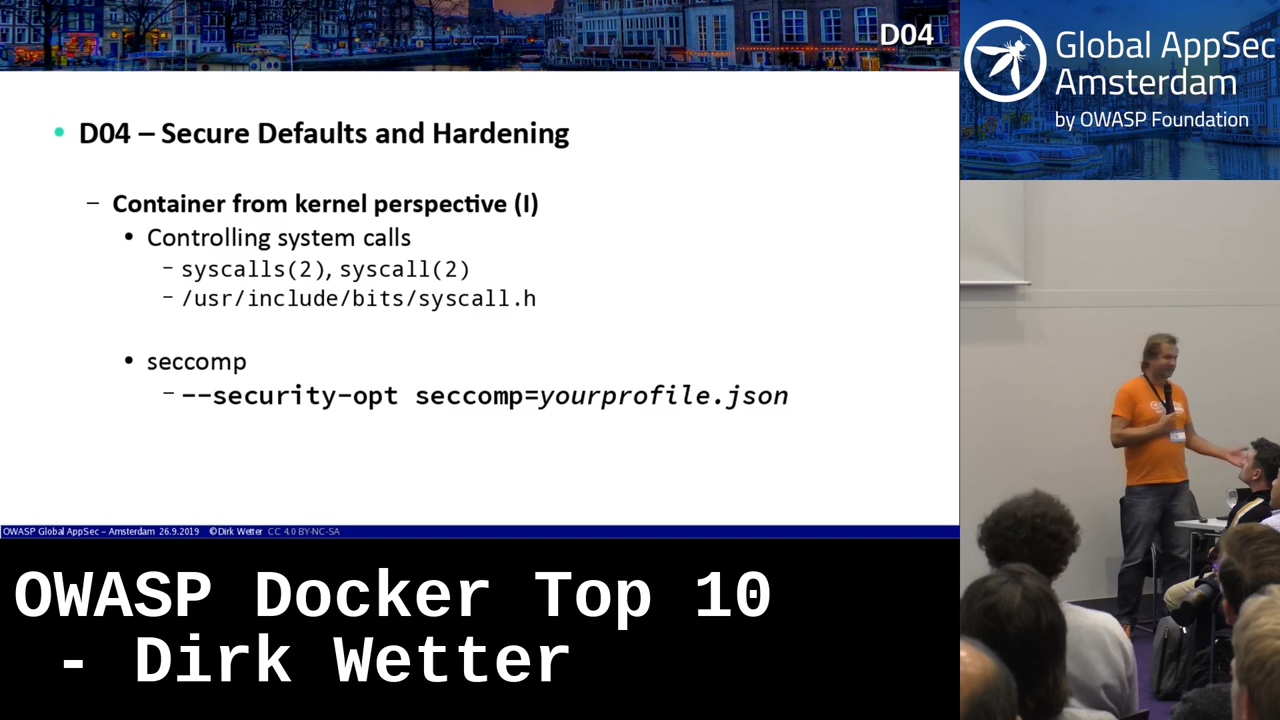 D04
• D04 – Secure Defaults and Hardening
– Container from kernel perspective (I)
• Controlling system calls
– syscalls(2), syscall(2)
– /usr/include/bits/syscall.h
• seccomp
– --security-opt seccomp=yourprofile.json
OWASP Global AppSec – Amsterdam 26.9.2019 ©Dirk Wetter CC 4.0 BY-NC-SA
OWASP Docker Top 10
- Dirk Wetter
Global AppSec
Amsterdam
by OWASP Foundation